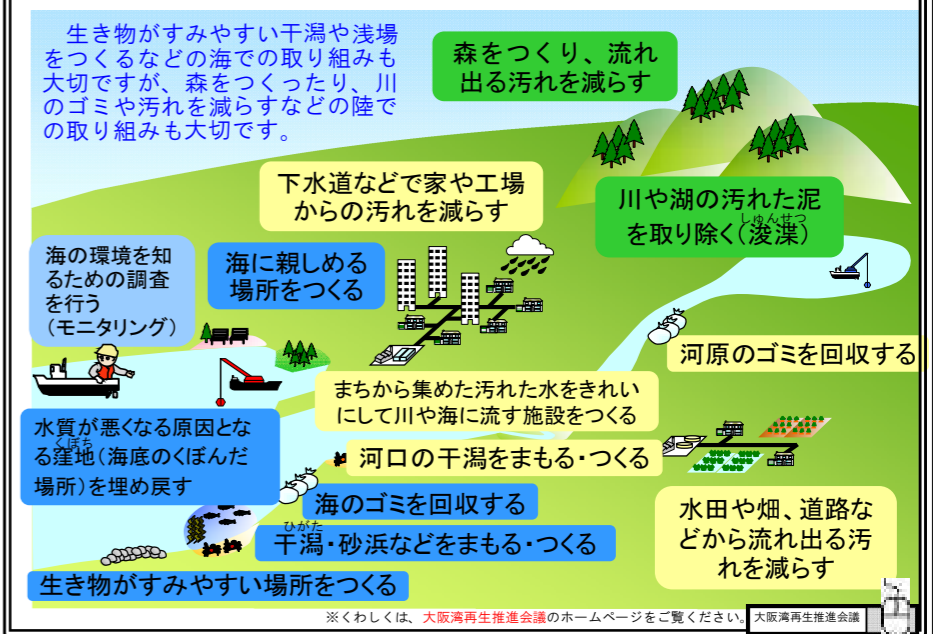 生き物がすみやすい干潟や浅場
をつくるなどの海での取り組みも
大切ですが、森をつくったり、川
のゴミや汚れを減らすなどの陸で
の取り組みも大切です。
森をつくり、流れ
出る汚れを減らす
下水道などで家や工場
からの汚れを減らす
川や湖の汚れた泥
しゅんせつ
を取り除く(浚渫)
海の環境を知
るための調査
を行う
(モニタリング)
海に親しめる
場所をつくる
河原のゴミを回収する
まちから集めた汚れた水をきれい
にして川や海に流す施設をつくる
水質が悪くなる原因とな
くぼち
る窪地(海底のくぼんだ
場所)を埋め戻す
河口の干潟をまもる・つくる
海のゴミを回収する
ひがた
干潟・砂浜などをまもる・つくる
水田や畑、道路な
どから流れ出る汚
れを減らす
生き物がすみやすい場所をつくる
※くわしくは、大阪湾再生推進会議のホームページをご覧ください。
大阪湾再生推進会議